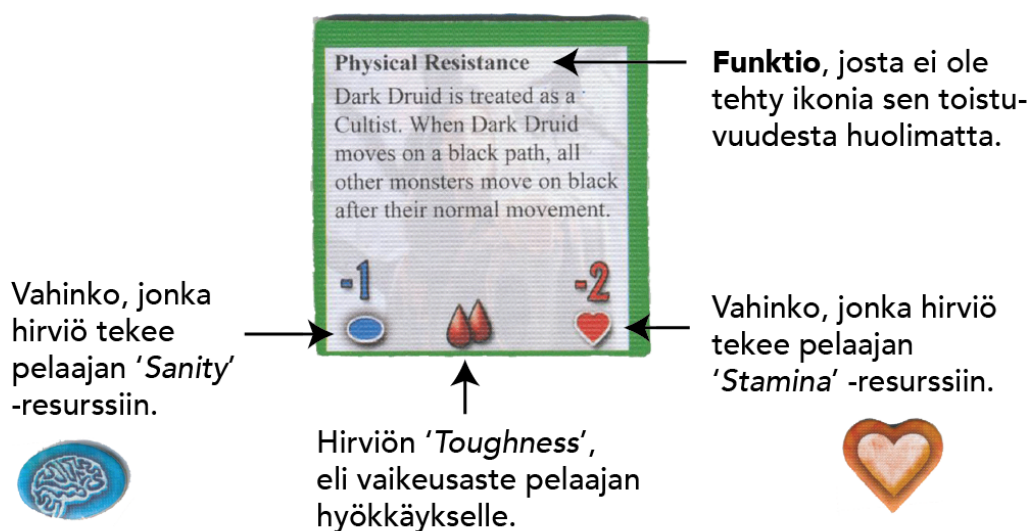 Physical Resistance
Dark Druid is treated as a
Cultist. When Dark Druid
moves on a black path, all
other monsters move on black
after their normal movement.
-1
-2
Funktio, josta ei ole
tehty ikonia sen toistu-
vuudesta huolimatta.
Vahinko, jonka
hirviö tekee
pelaajan ‘Sanity’
-resurssiin.
Hirviön ‘Toughness’,
eli vaikeusaste pelaajan
hyökkäykselle.
Vahinko, jonka hirviö
tekee pelaajan
‘Stamina’ -resurssiin.